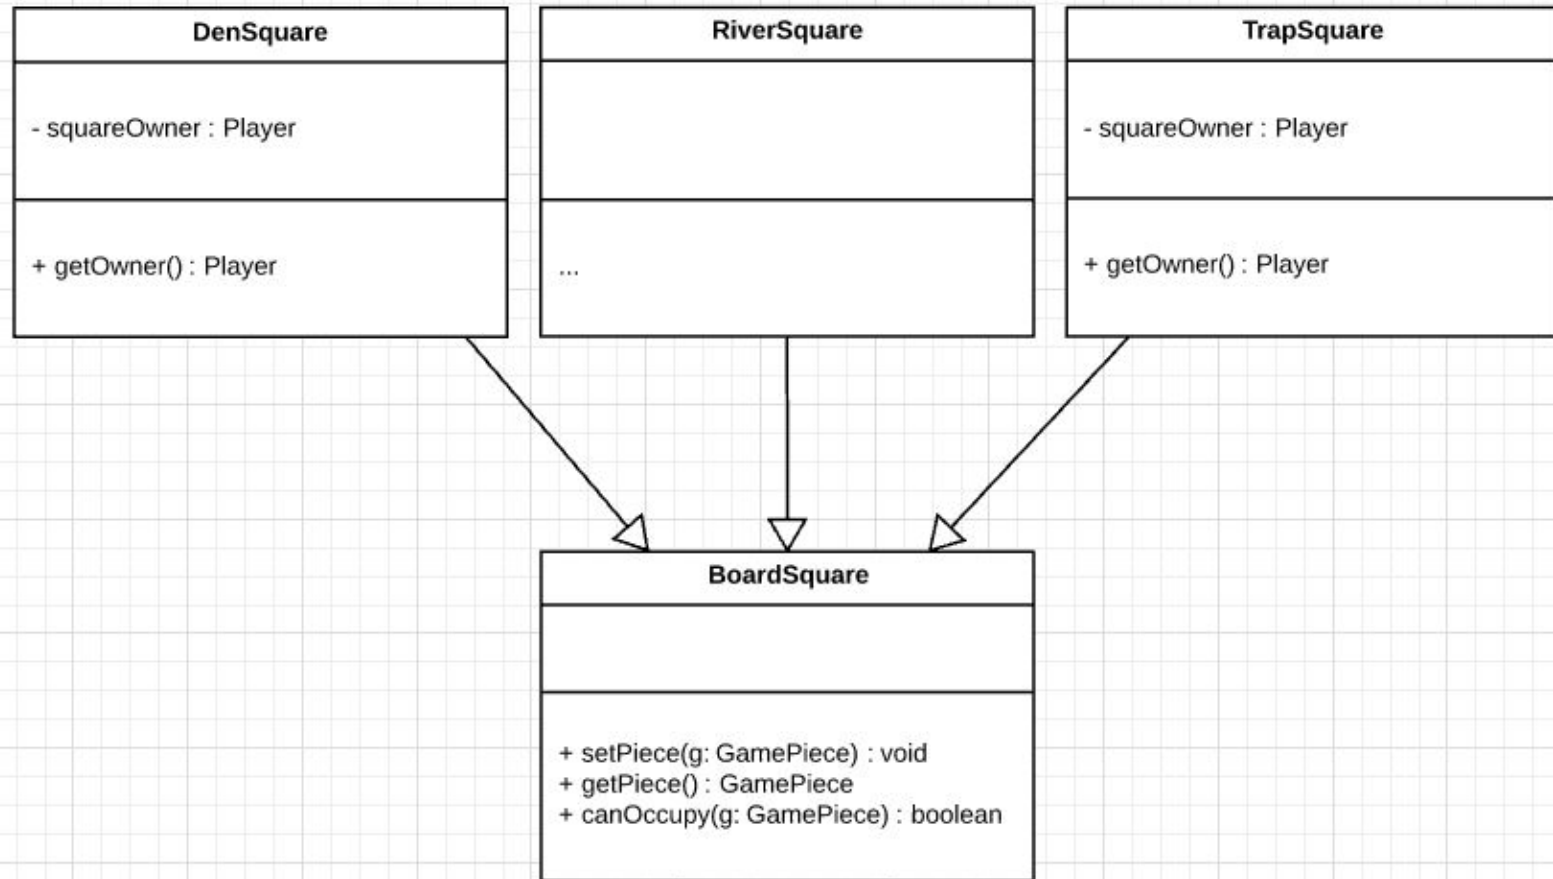 DenSquare
- squareOwner : Player
+ getOwner() : Player
RiverSquare
...
TrapSquare
- squareOwner : Player
+ getOwner() : Player
BoardSquare
+ setPiece(g: GamePiece) : void
+ getPiece() : GamePiece
+ canOccupy(g: GamePiece) : boolean